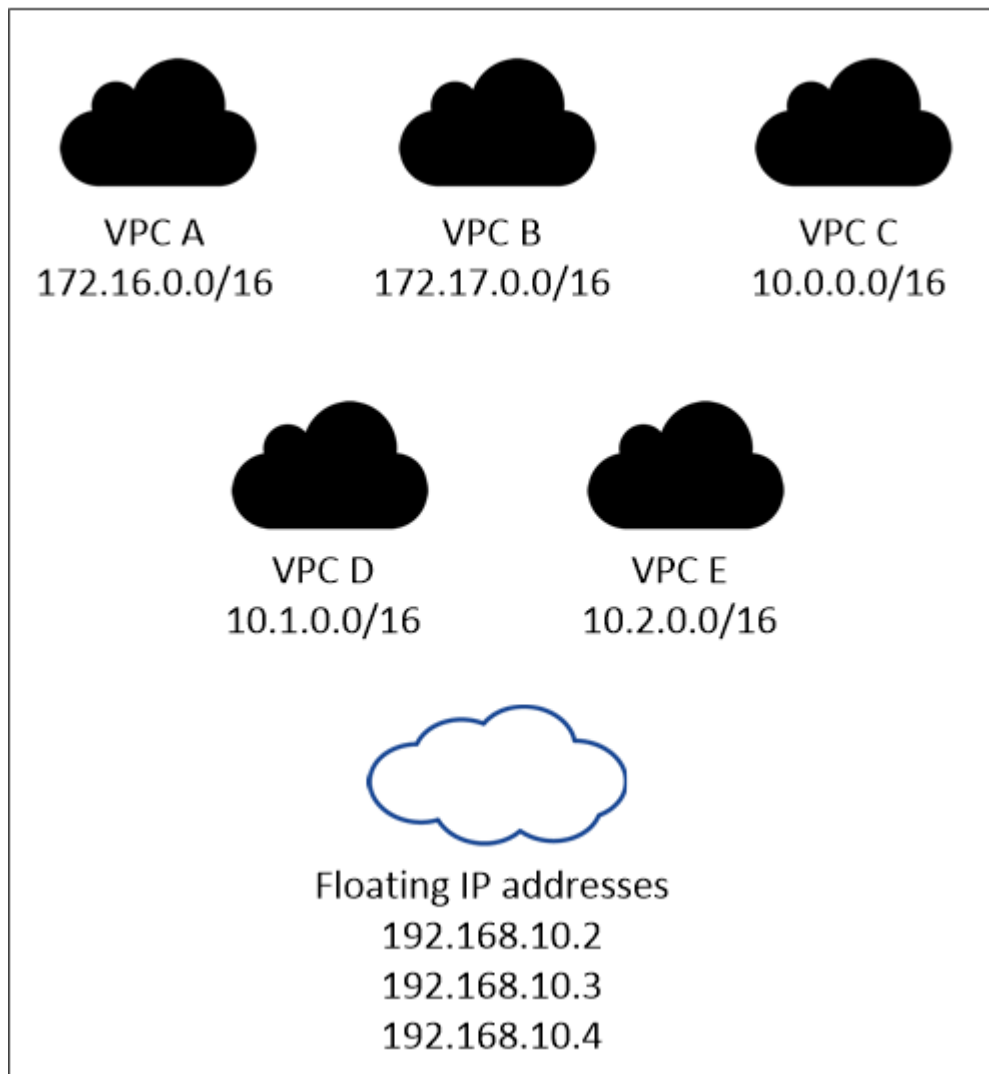 VPC A
172.16.0.0/16
VPC B
172.17.0.0/16
VPC C
10.0.0.0/16
VPC D
10.1.0.0/16
VPC E
10.2.0.0/16
Floating IP addresses
192.168.10.2
192.168.10.3
192.168.10.4